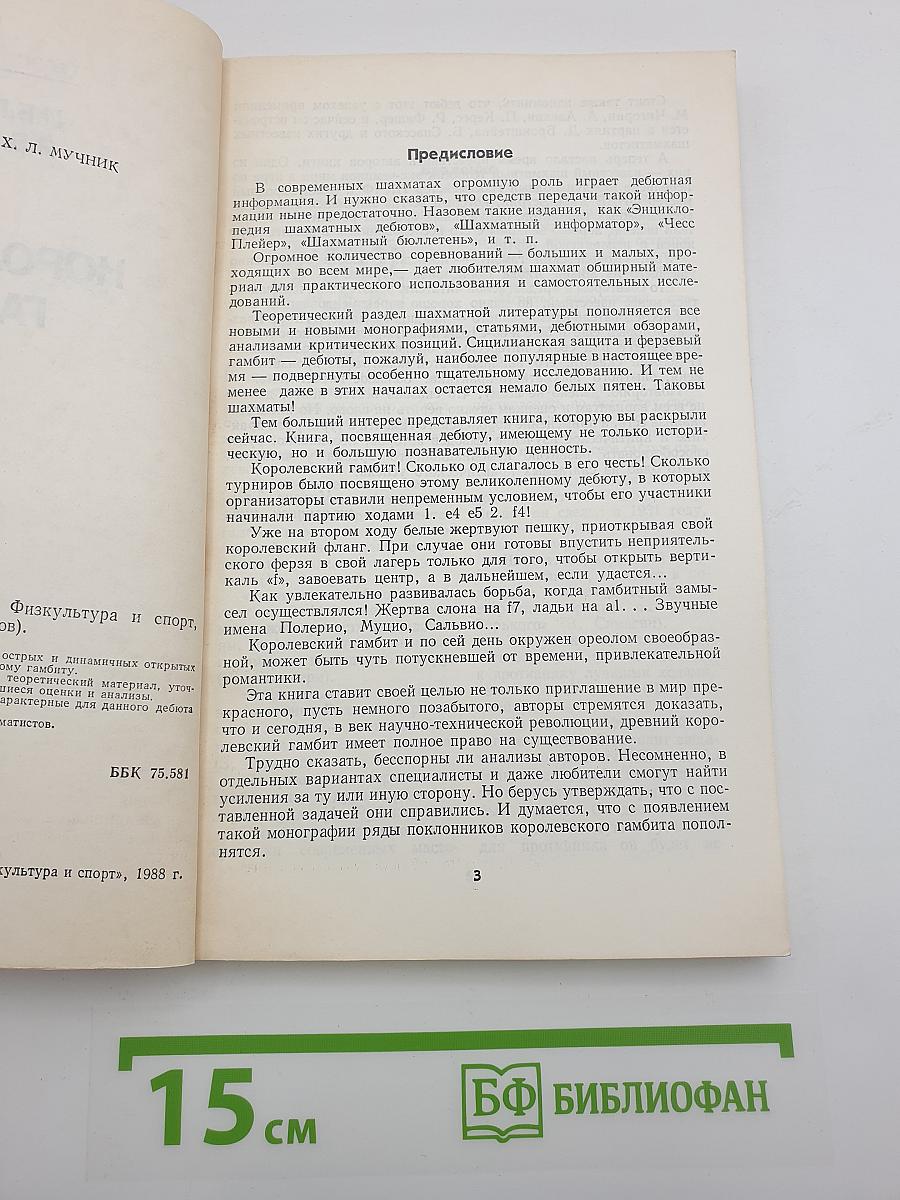 Х. Л. МУЧНИК
Физкультура и спорт,
ов).
острых и динамичных открытых
ому гамбиту.
теоретический материал, уточ-
шиеся оценки и анализы.
арактерные для данного дебюта
матистов.
ББК 75.581
культура и спорт», 1988 г.
Предисловие
В современных шахматах огромную роль играет дебютная
информация. И нужно сказать, что средств передачи такой инфор-
мации ныне предостаточно. Назовем такие издания, как «Энцикло-
педия шахматных дебютов», «Шахматный информатор», «Чесс
Плейер», «Шахматный бюллетень», и т. п.
Огромное количество соревнований — больших и малых, про-
ходящих во всем мире,— дает любителям шахмат обширный мате-
риал для практического использования и самостоятельных иссле-
дований.
Теоретический раздел шахматной литературы пополняется все
новыми и новыми монографиями, статьями, дебютными обзорами,
анализами критических позиций. Сицилианская защита и ферзевый
гамбит — дебюты, пожалуй, наиболее популярные в настоящее вре-
мя — подвергнуты особенно тщательному исследованию. И тем не
менее даже в этих началах остается немало белых пятен. Таковы
шахматы!
Тем больший интерес представляет книга, которую вы раскрыли
сейчас. Книга, посвященная дебюту, имеющему не только истори-
ческую, но и большую познавательную ценность.
Королевский гамбит! Сколько од слагалось в его честь! Сколько
турниров было посвящено этому великолепному дебюту, в которых
организаторы ставили непременным условием, чтобы его участники
начинали партию ходами 1. e4 e5 2. f4!
Уже на втором ходу белые жертвуют пешку, приоткрывая свой
королевский фланг. При случае они готовы впустить неприятель-
ского ферзя в свой лагерь только для того, чтобы открыть верти-
каль «f», завоевать центр, а в дальнейшем, если удастся...
Как увлекательно развивалась борьба, когда гамбитный замы-
сел осуществлялся! Жертва слона на f7, ладьи на a1. . . Звучные
имена Полерио, Муцио, Сальвио...
Королевский гамбит и по сей день окружен ореолом своеобраз-
ной, может быть чуть потускневшей от времени, привлекательной
романтики.
Эта книга ставит своей целью не только приглашение в мир пре-
красного, пусть немного позабытого, авторы стремятся доказать,
что и сегодня, в век научно-технической революции, древний коро-
левский гамбит имеет полное право на существование.
Трудно сказать, бесспорны ли анализы авторов. Несомненно, в
отдельных вариантах специалисты и даже любители смогут найти
усиления за ту или иную сторону. Но берусь утверждать, что с пос-
тавленной задачей они справились. И думается, что с появлением
такой монографии ряды поклонников королевского гамбита попол-
нятся.
3
15 см
БФ БИБЛИОФАН